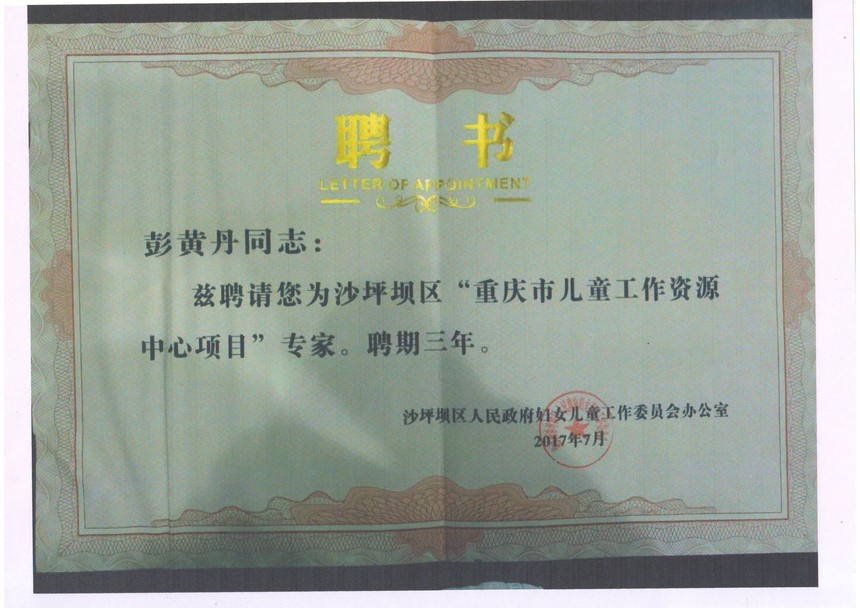 聘 书
LETTER OF APPOINTMENT
彭黄丹同志：
兹聘请您为沙坪坝区“重庆市儿童工作资源
中心项目”专家。聘期三年。
沙坪坝区人民政府妇女儿童工作委员会办公室
2017年7月